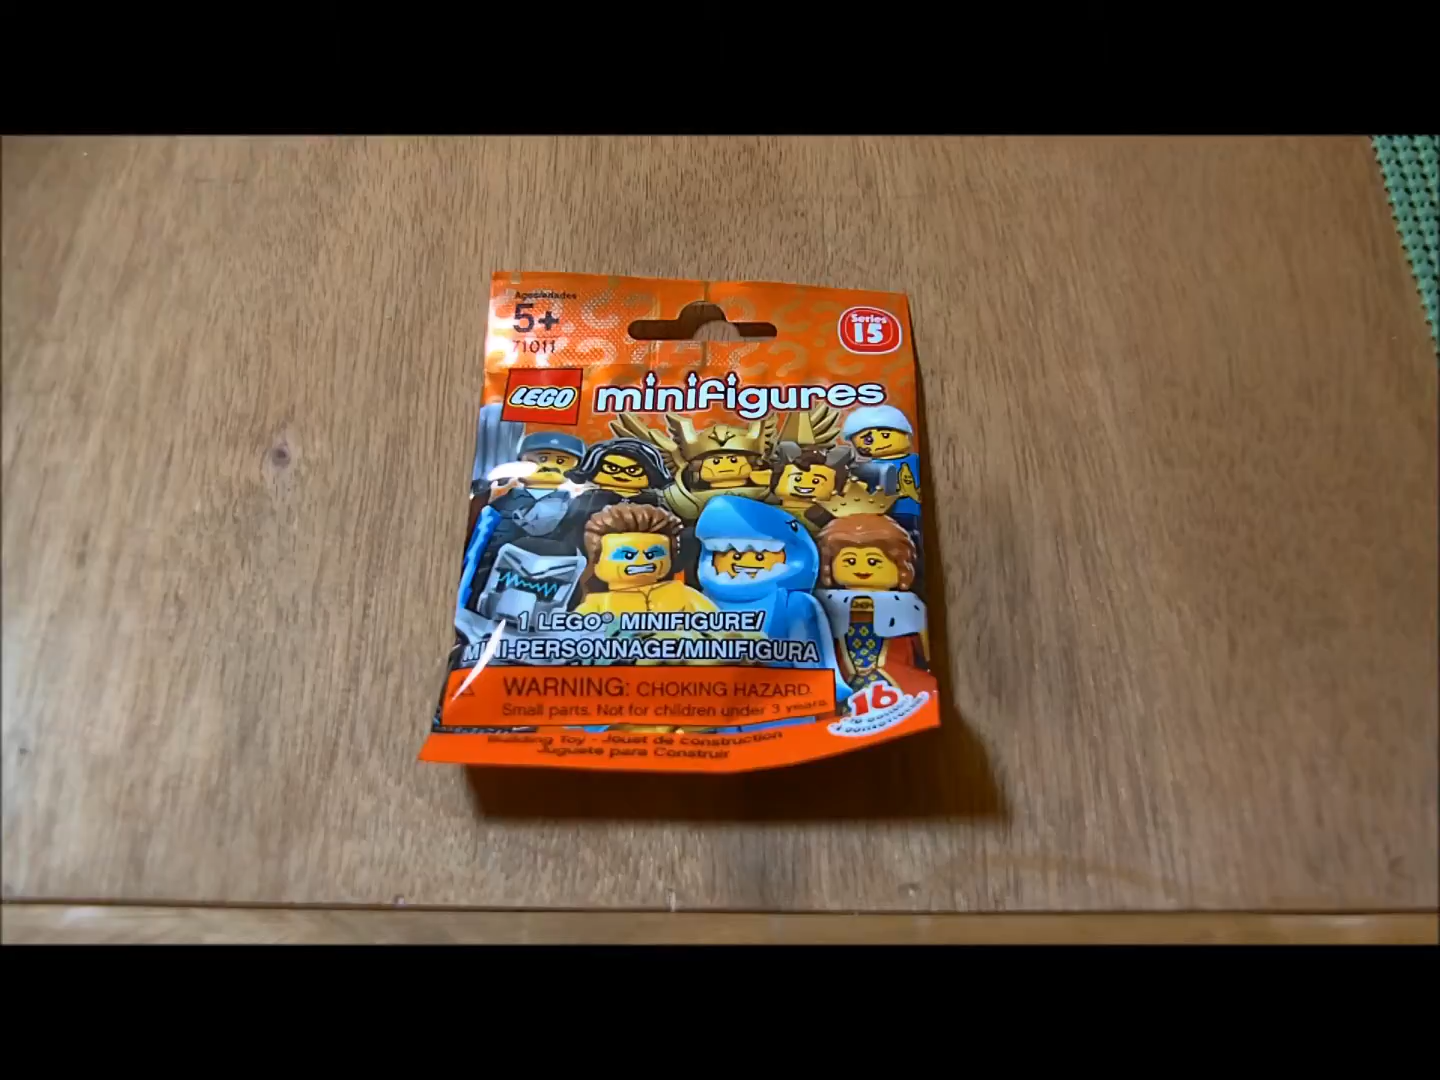 Ages/edades
5+
71011
Series
15
LEGO minifigures
1 LEGO® MINIFIGURE/
MINI-PERSONNAGE/MINIFIGURA
WARNING: CHOKING HAZARD.
Small parts. Not for children under 3 years.
16
Building Toy - Jouet de construction
Juguete para Construir